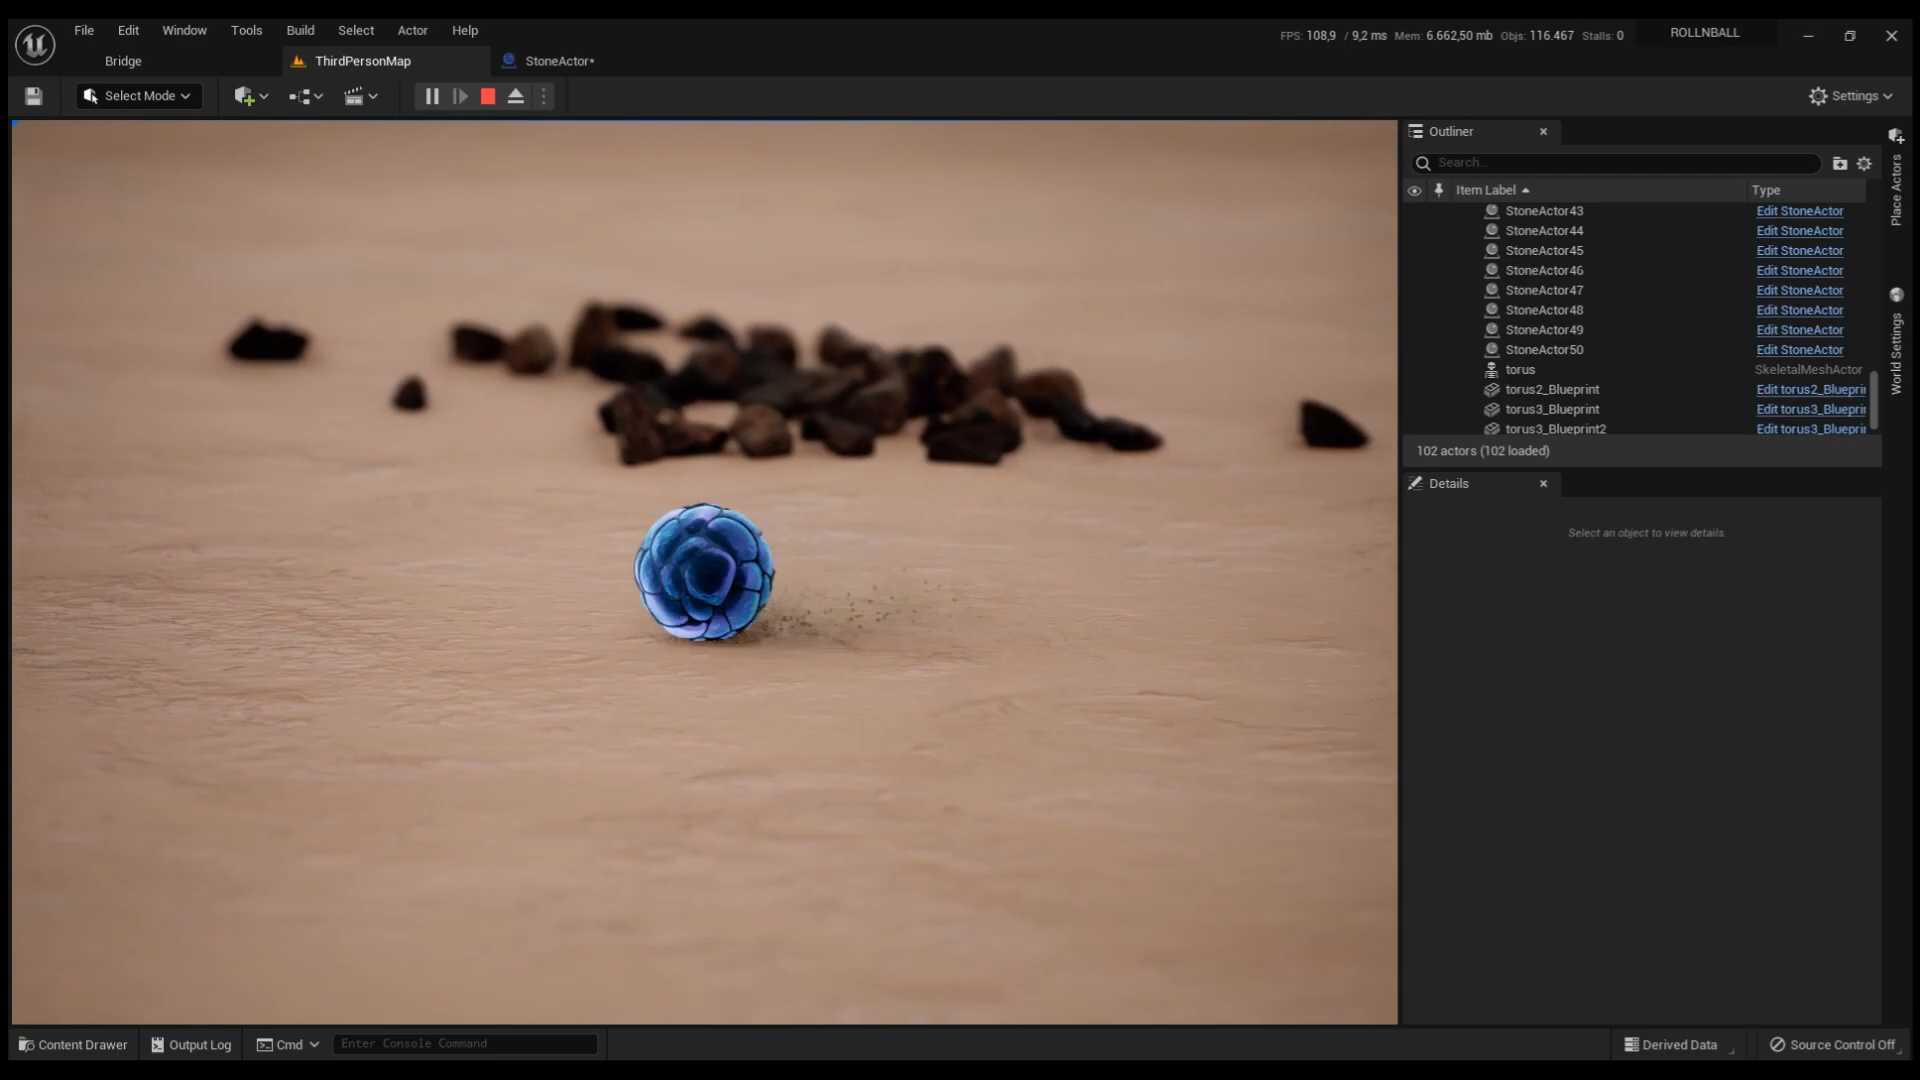 File Edit Window Tools Build Select Actor Help
FPS: 108,9 / 9,2 ms Mem: 6.662,50 mb Objs: 116.467 Stalls: 0
ROLLNBALL
Bridge
ThirdPersonMap
StoneActor*
Select Mode
Settings
Outliner
Search...
Item Label
Type
StoneActor43 Edit StoneActor
StoneActor44 Edit StoneActor
StoneActor45 Edit StoneActor
StoneActor46 Edit StoneActor
StoneActor47 Edit StoneActor
StoneActor48 Edit StoneActor
StoneActor49 Edit StoneActor
StoneActor50 Edit StoneActor
torus SkeletalMeshActor
torus2_Blueprint Edit torus2_Blueprin
torus3_Blueprint Edit torus3_Blueprin
torus3_Blueprint2 Edit torus3_Blueprin
102 actors (102 loaded)
Place Actors
World Settings
Details
Select an object to view details.
Content Drawer
Output Log
Cmd
Enter Console Command
Derived Data
Source Control Off